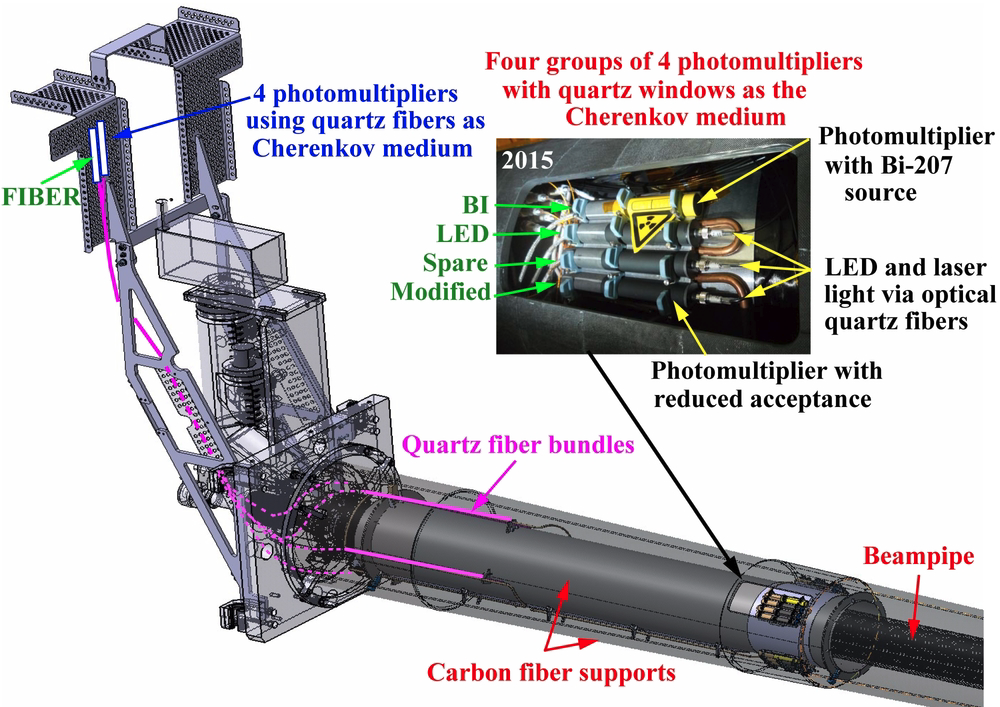 Four groups of 4 photomultipliers
with quartz windows as the
Cherenkov medium
4 photomultipliers
using quartz fibers as
Cherenkov medium
FIBER
2015
BI
LED
Spare
Modified
Photomultiplier
with Bi-207
source
LED and laser
light via optical
quartz fibers
Photomultiplier with
reduced acceptance
Quartz fiber bundles
Beampipe
Carbon fiber supports